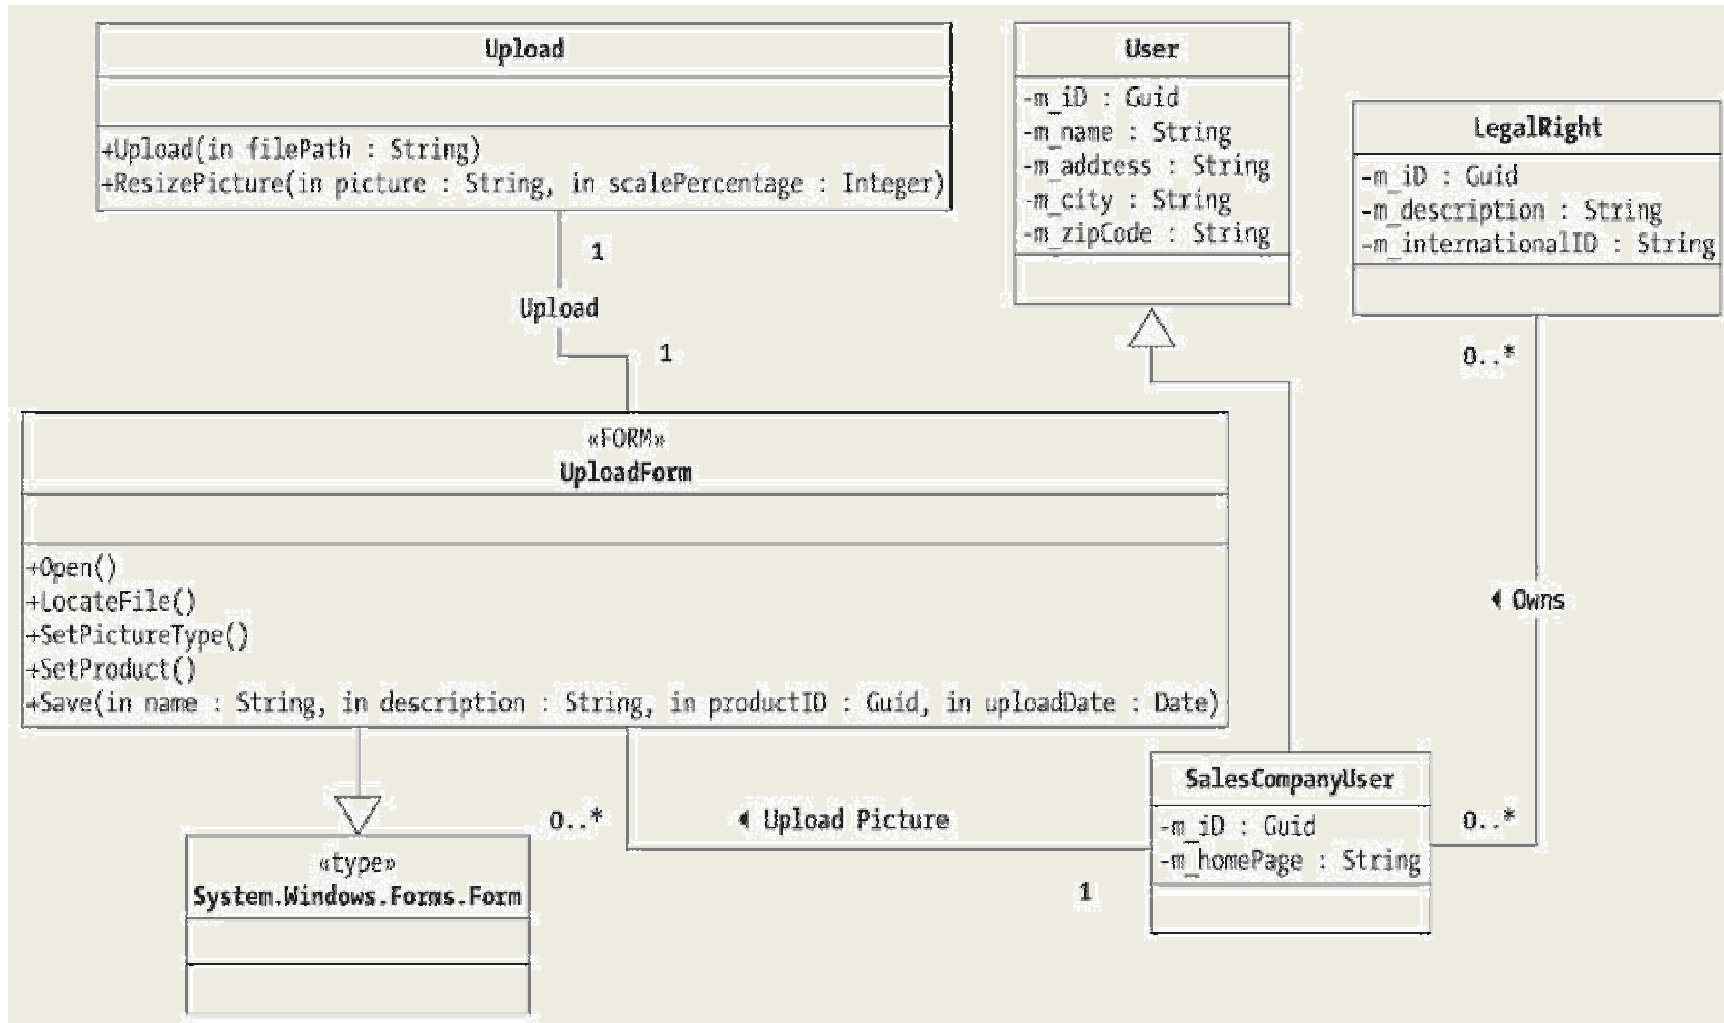 Upload
+Upload(in filePath : String)
+ResizePicture(in picture : String, in scalePercentage : Integer)
1
Upload
1
User
-m_iD : Guid
-m_name : String
-m_address : String
-m_city : String
-m_zipCode : String
LegalRight
-m_iD : Guid
-m_description : String
-m_internationalID : String
0..*
«FORM»
UploadForm
+Open()
+LocateFile()
+SetPictureType()
+SetProduct()
+Save(in name : String, in description : String, in productID : Guid, in uploadDate : Date)
Owns
0..*
Upload Picture
0..*
1
SalesCompanyUser
-m_iD : Guid
-m_homePage : String
«type»
System.Windows.Forms.Form